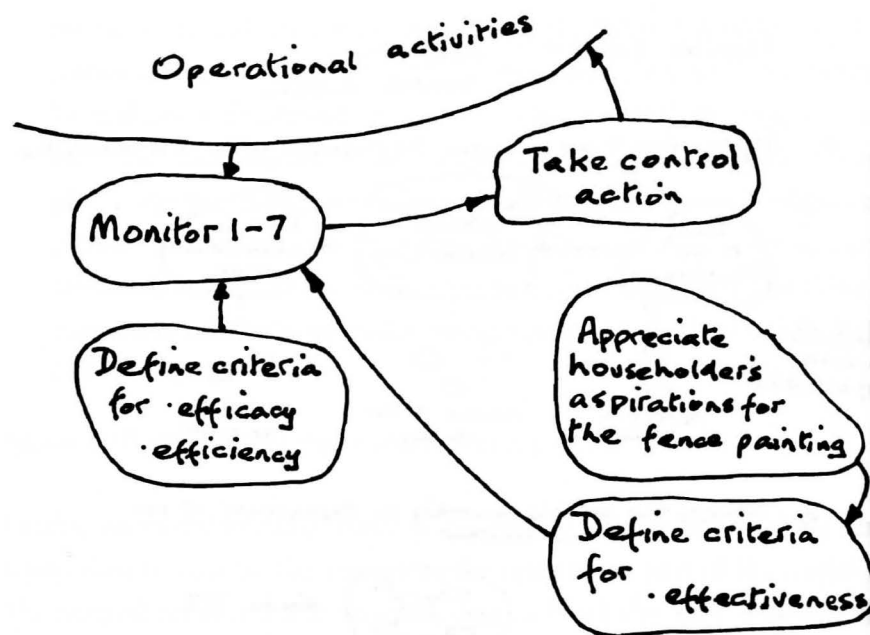 Operational activities
Take control
action
Monitor 1-7
Define criteria
for · efficacy
· efficiency
Appreciate
householder's
aspirations for
the fence painting
Define criteria
for
· effectiveness